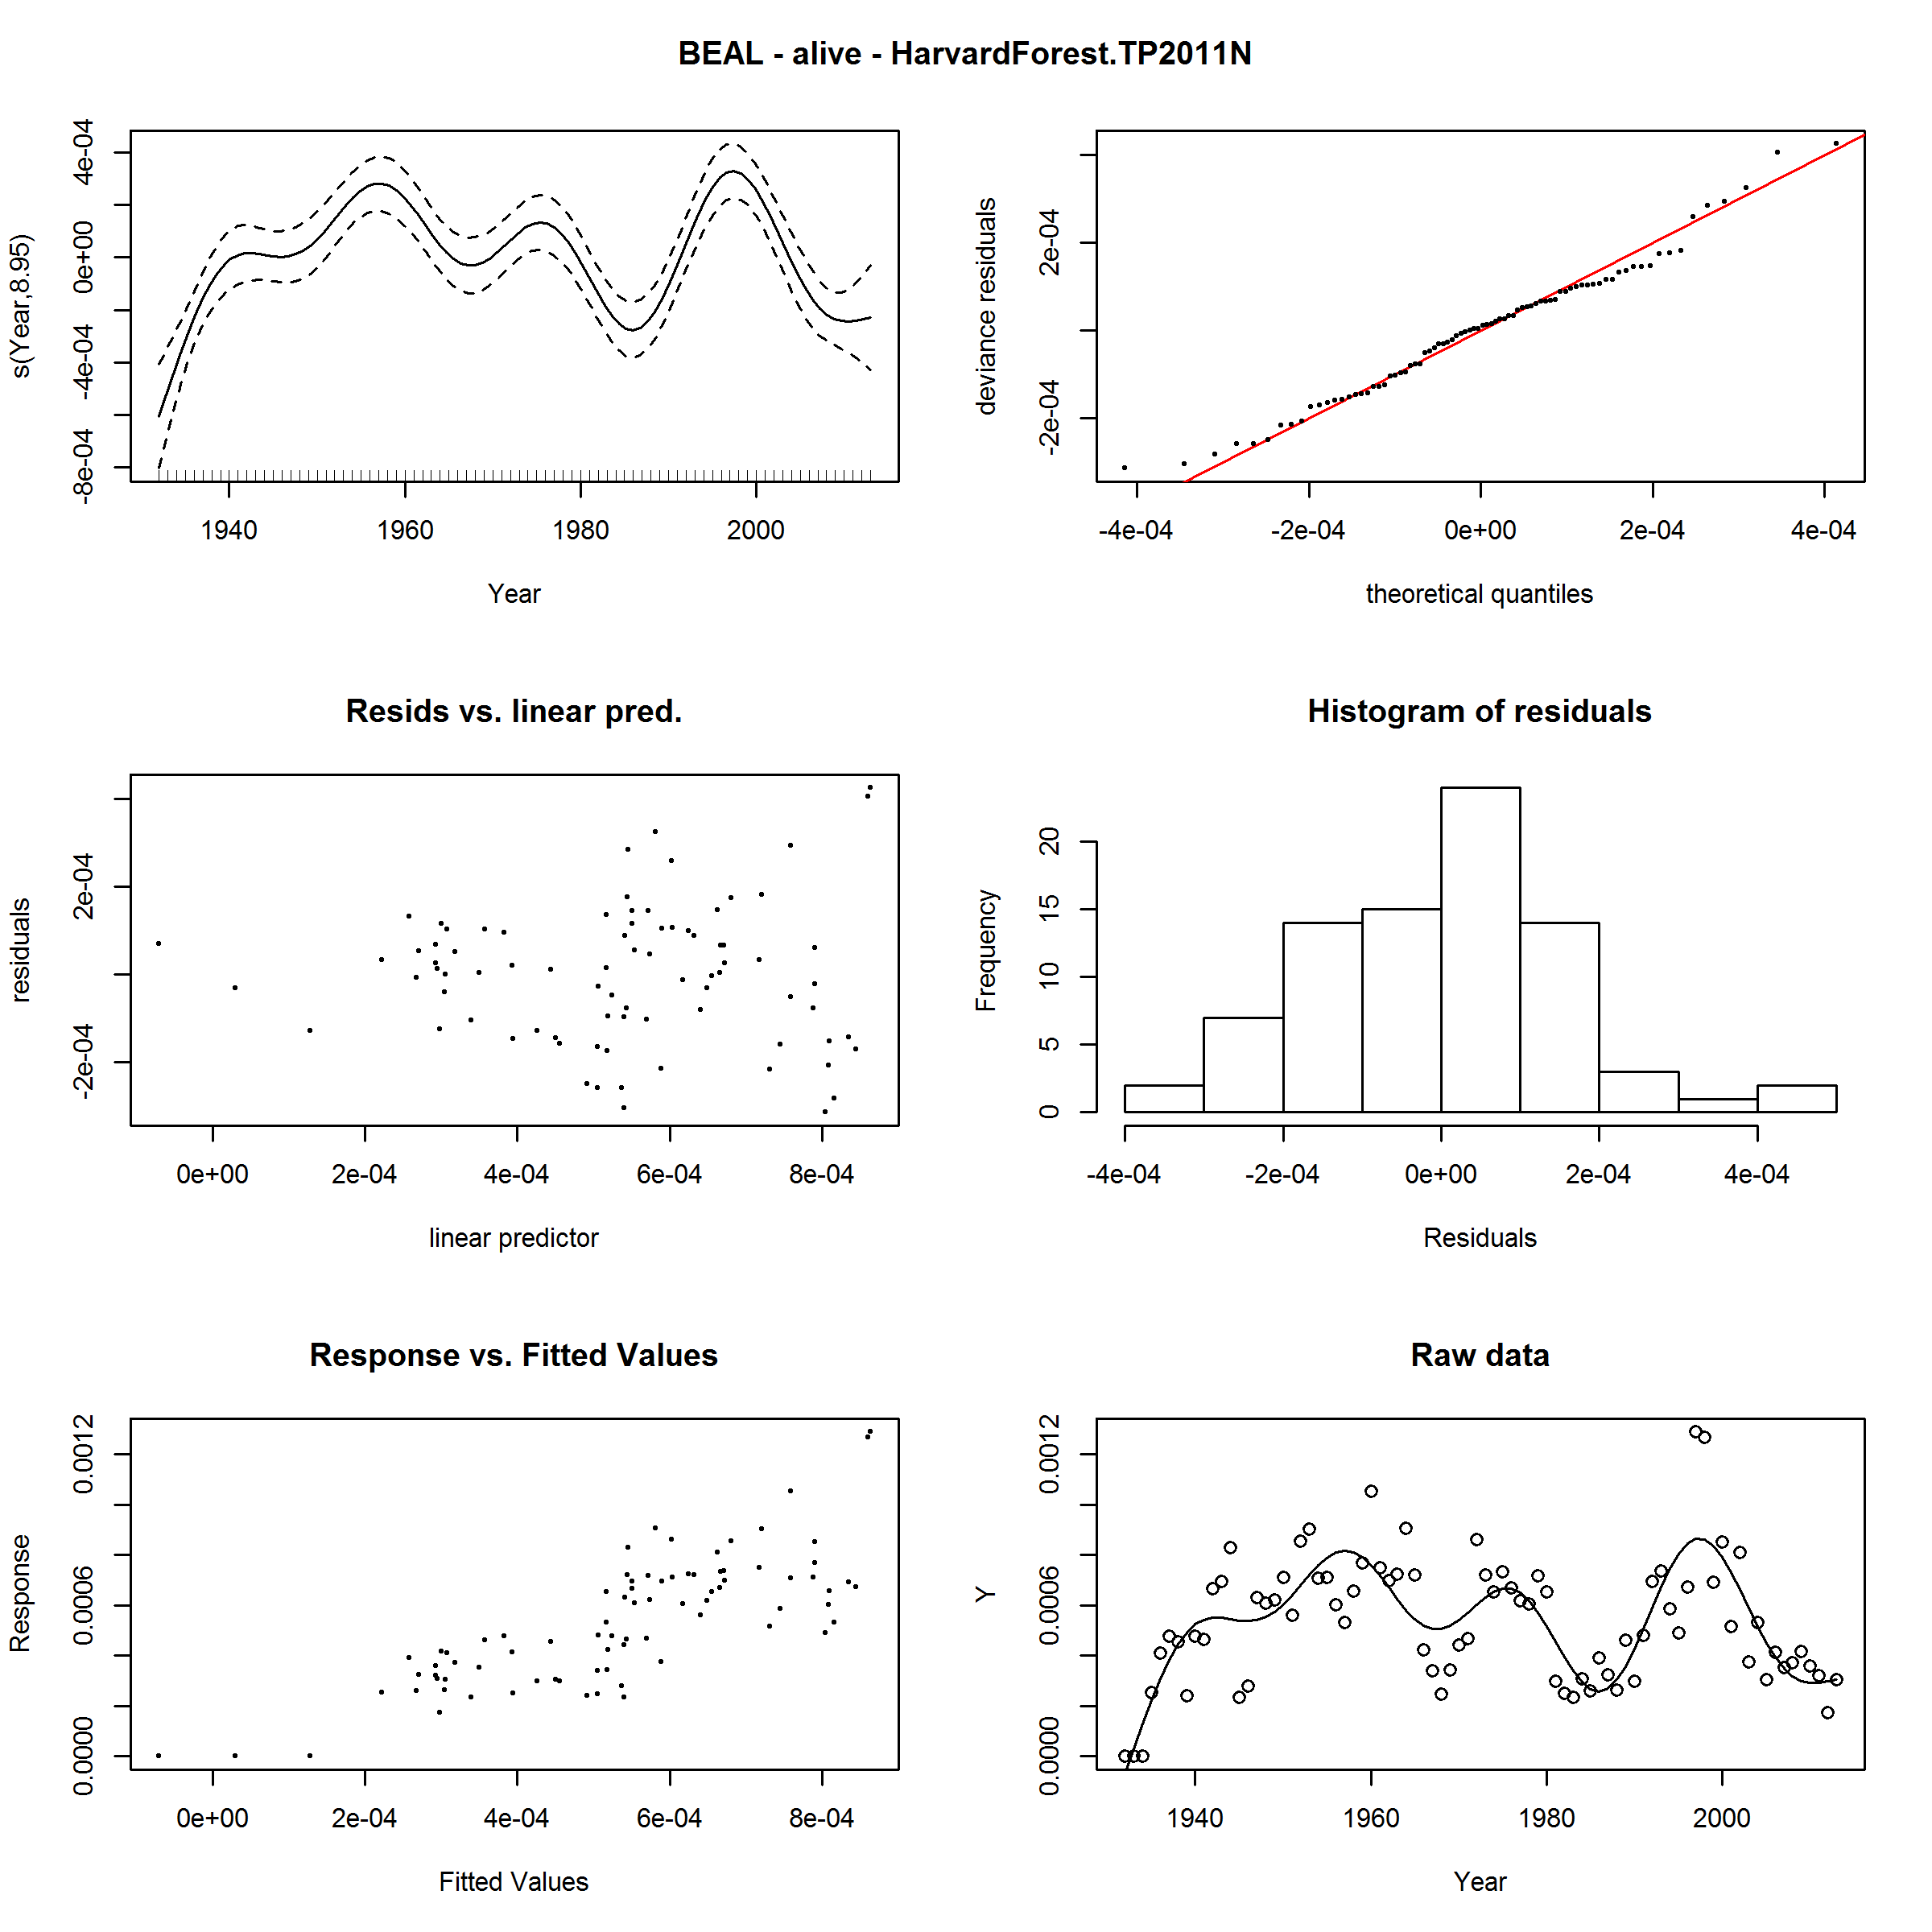 BEAL - alive - HarvardForest.TP2011N
s(Year,8.95)
-8e-04 -4e-04 0e+00 4e-04
1940 1960 1980 2000
Year
deviance residuals
-2e-04 2e-04
-4e-04 -2e-04 0e+00 2e-04 4e-04
theoretical quantiles
Resids vs. linear pred.
residuals
-2e-04 2e-04
0e+00 2e-04 4e-04 6e-04 8e-04
linear predictor
Histogram of residuals
Frequency
0 5 10 15 20
-4e-04 -2e-04 0e+00 2e-04 4e-04
Residuals
Response vs. Fitted Values
Response
0.0000 0.0006 0.0012
0e+00 2e-04 4e-04 6e-04 8e-04
Fitted Values
Raw data
Y
0.0000 0.0006 0.0012
1940 1960 1980 2000
Year